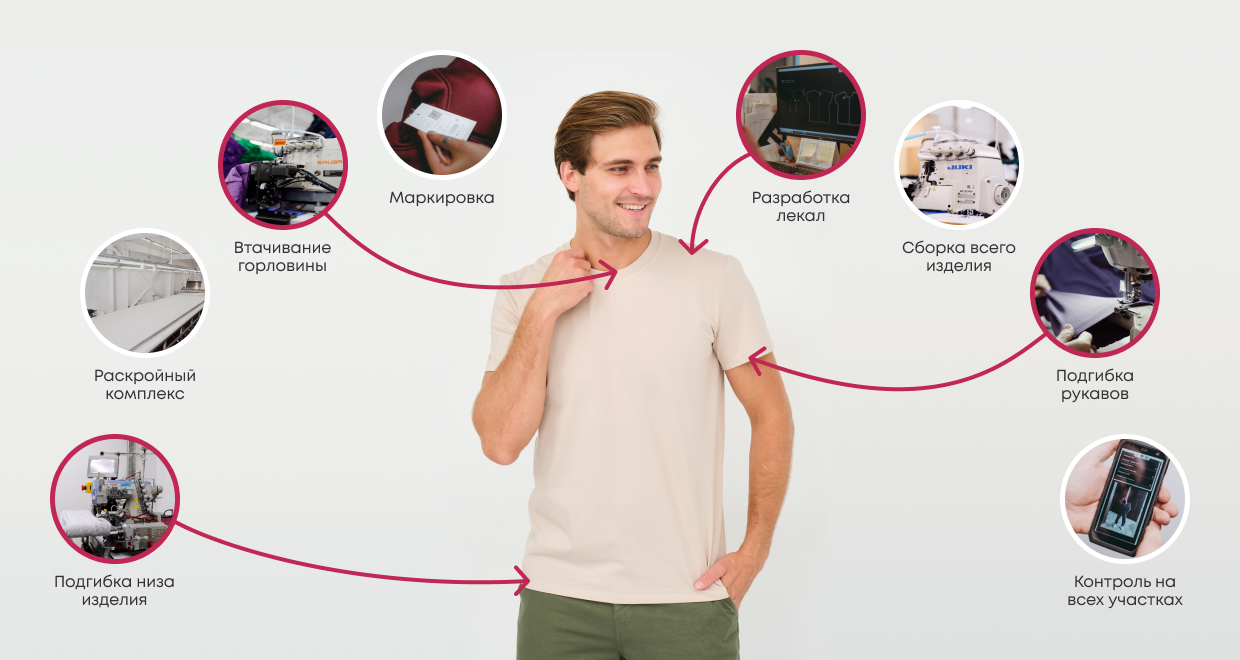 Маркировка
Разработка
лекал
Втачивание
горловины
JUKI
Сборка всего
изделия
Раскройный
комплекс
Подгибка
рукавов
Подгибка низа
изделия
Контроль на
всех участках